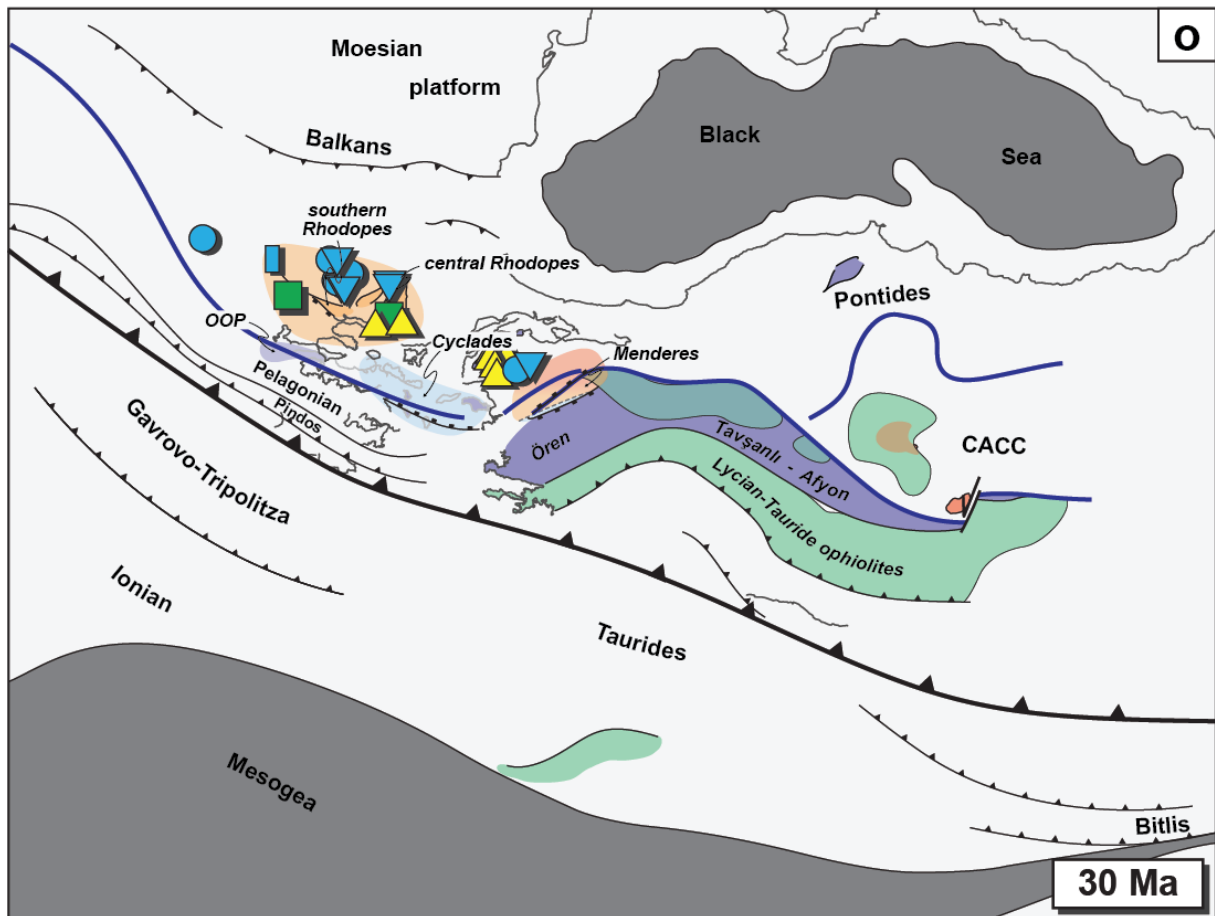 o
Moesian
platform
Black
Sea
Balkans
southern
Rhodopes
central Rhodopes
Pontides
OOP
Cyclades
Menderes
Pelagonian
Pindos
Gavrovo-Tripolitza
Ören
Tavşanlı - Afyon
CACC
Lycian-Tauride ophiolites
Ionian
Taurides
Mesogea
Bitlis
30 Ma